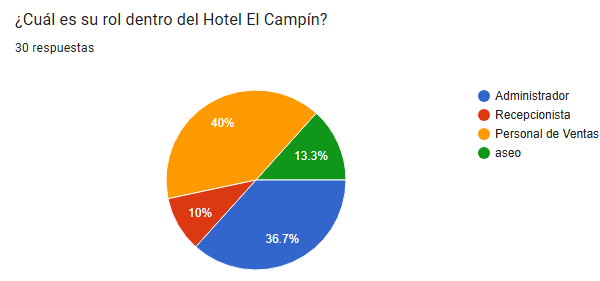 ¿Cuál es su rol dentro del Hotel El Campín?
30 respuestas
Administrador
Recepcionista
Personal de Ventas
aseo
40%
13.3%
10%
36.7%